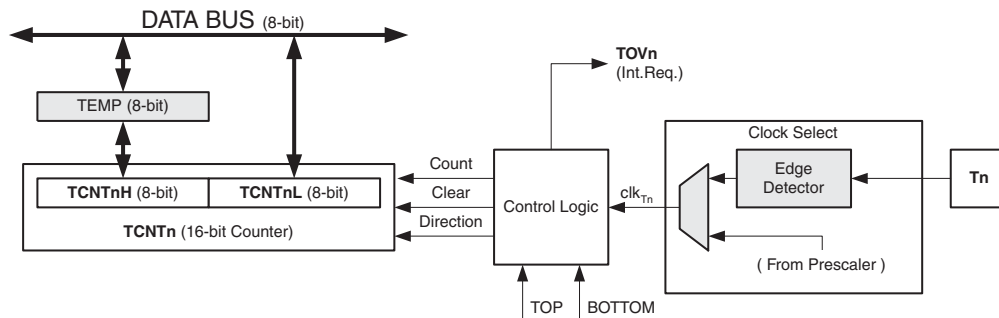 DATA BUS (8-bit)
TOVn
(Int.Req.)
TEMP (8-bit)
Clock Select
Count
Edge
Detector
Tn
TCNTnH (8-bit) TCNTnL (8-bit)
Clear
Control Logic
clkTn
TCNTn (16-bit Counter)
Direction
( From Prescaler )
TOP
BOTTOM